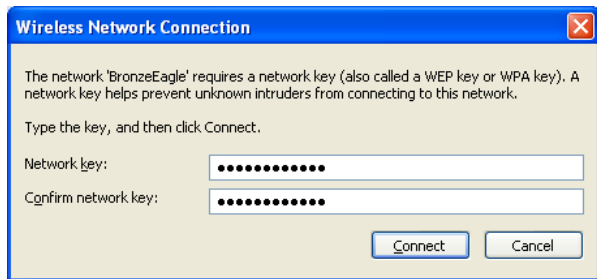 Wireless Network Connection
The network 'BronzeEagle' requires a network key (also called a WEP key or WPA key). A
network key helps prevent unknown intruders from connecting to this network.
Type the key, and then click Connect.
Network key: ●●●●●●●●●●●●
Confirm network key: ●●●●●●●●●●●●
Connect Cancel